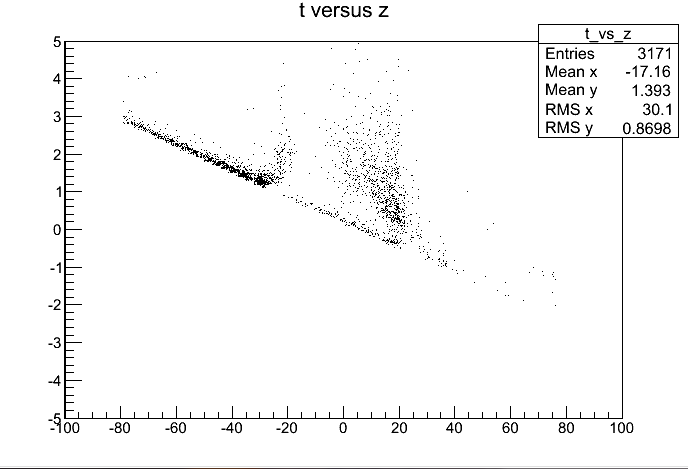 t versus z
t_vs_z
Entries 3171
Mean x -17.16
Mean y 1.393
RMS x 30.1
RMS y 0.8698
5
4
3
2
1
0
-1
-2
-3
-4
-5
-100 -80 -60 -40 -20 0 20 40 60 80 100